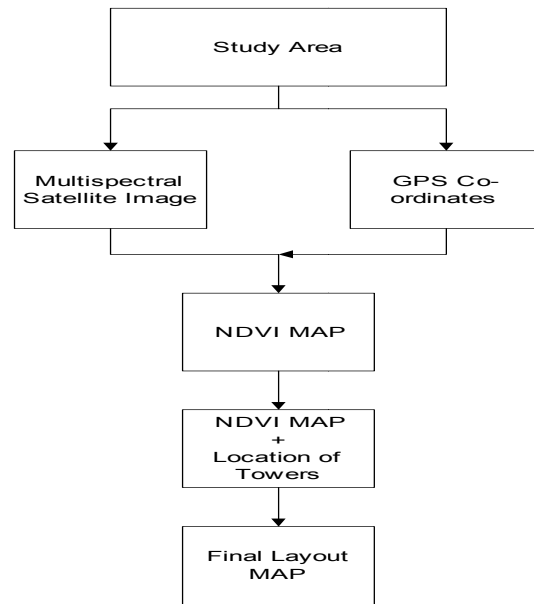 Study Area
Multispectral
Satellite Image
GPS Co-
ordinates
NDVI MAP
NDVI MAP
+
Location of
Towers
Final Layout
MAP